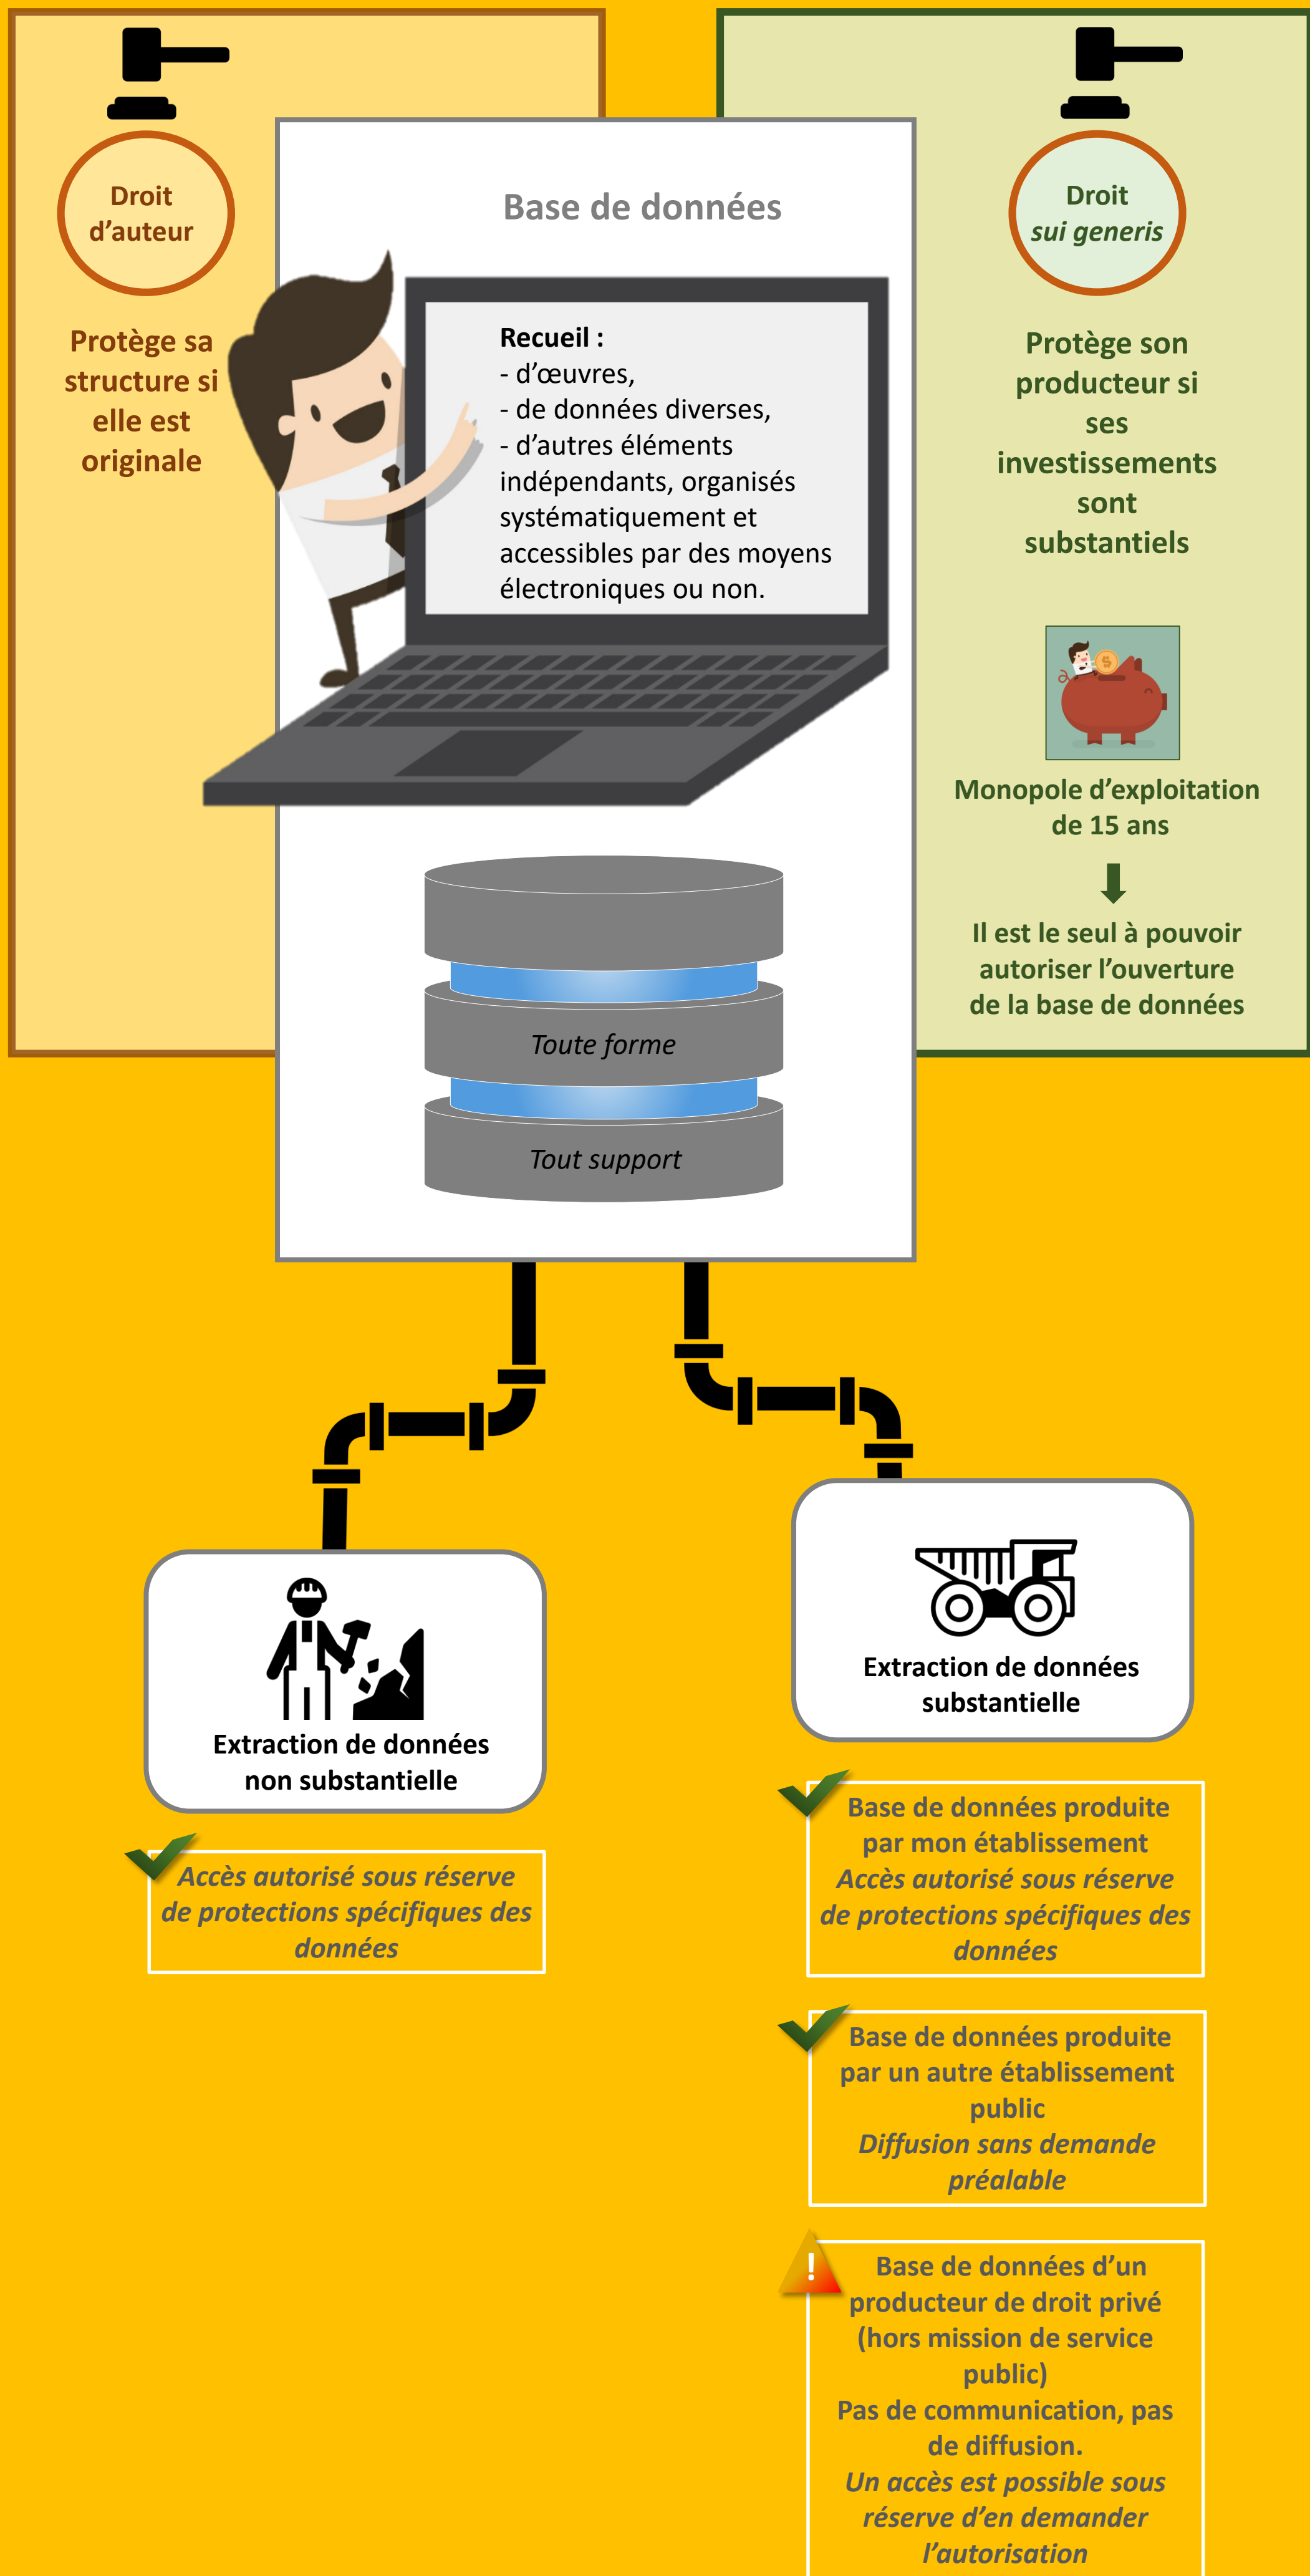 Droit
d'auteur
Protège sa
structure si
elle est
originale
Base de données
Recueil :
- d'œuvres,
- de données diverses,
- d'autres éléments
indépendants, organisés
systématiquement et
accessibles par des moyens
électroniques ou non.
Toute forme
Tout support
Droit
sui generis
Protège son
producteur si
ses
investissements
sont
substantiels
$
Monopole d'exploitation
de 15 ans
Il est le seul à pouvoir
autoriser l'ouverture
de la base de données
Extraction de données
non substantielle
Accès autorisé sous réserve
de protections spécifiques des
données
Extraction de données
substantielle
Base de données produite
par mon établissement
Accès autorisé sous réserve
de protections spécifiques des
données
Base de données produite
par un autre établissement
public
Diffusion sans demande
préalable
!
Base de données d'un
producteur de droit privé
(hors mission de service
public)
Pas de communication, pas
de diffusion.
Un accès est possible sous
réserve d'en demander
l'autorisation